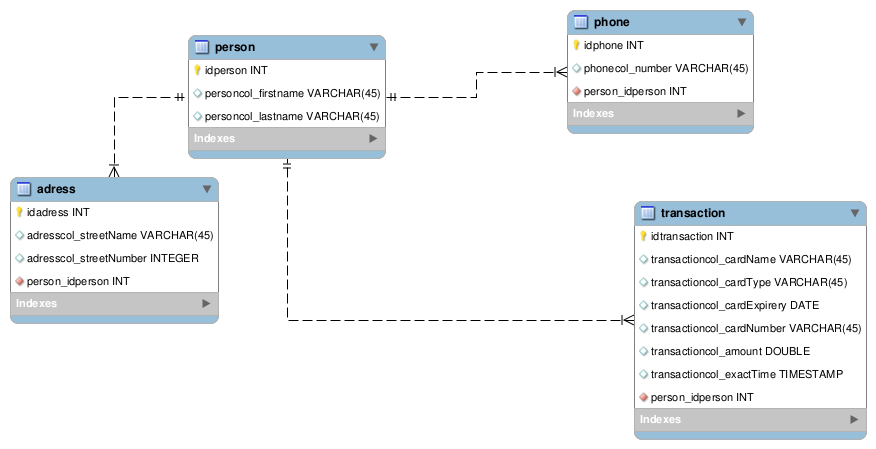 person
idperson INT
personcol_firstname VARCHAR(45)
personcol_lastname VARCHAR(45)
Indexes
phone
idphone INT
phonecol_number VARCHAR(45)
person_idperson INT
Indexes
adress
idadress INT
adresscol_streetName VARCHAR(45)
adresscol_streetNumber INTEGER
person_idperson INT
Indexes
transaction
idtransaction INT
transactioncol_cardName VARCHAR(45)
transactioncol_cardType VARCHAR(45)
transactioncol_cardExpirery DATE
transactioncol_cardNumber VARCHAR(45)
transactioncol_amount DOUBLE
transactioncol_exactTime TIMESTAMP
person_idperson INT
Indexes